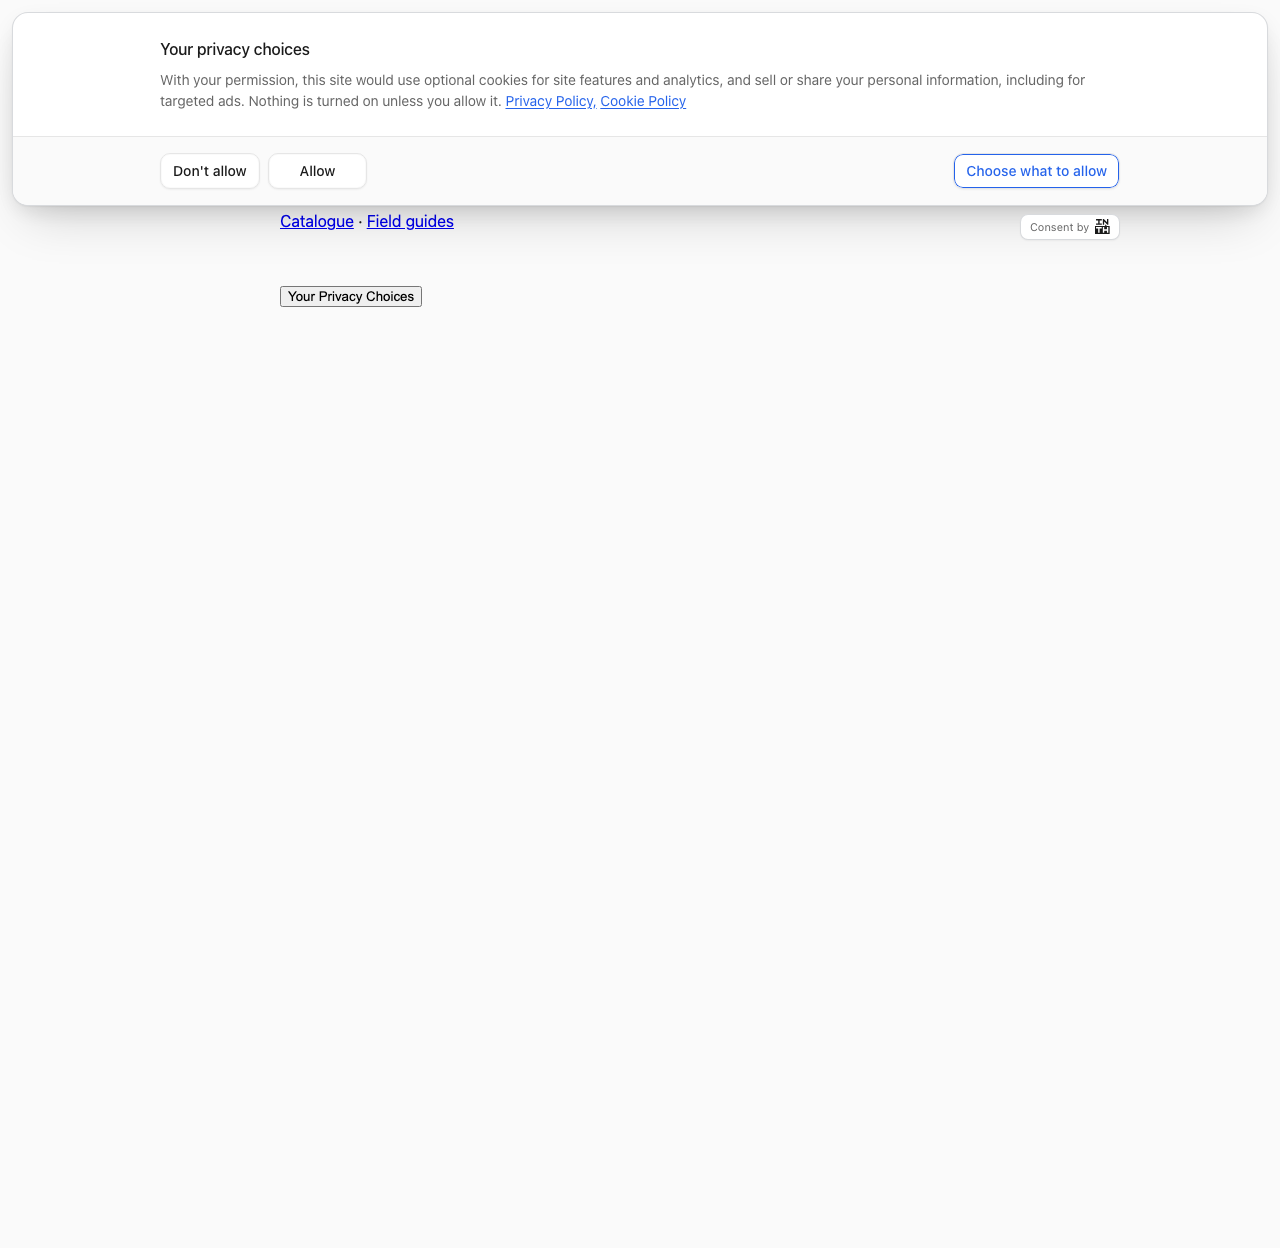 Your privacy choices
With your permission, this site would use optional cookies for site features and analytics, and sell or share your personal information, including for
targeted ads. Nothing is turned on unless you allow it. Privacy Policy, Cookie Policy
Don't allow
Allow
Choose what to allow
Catalogue · Field guides
Consent by
INTH
Your Privacy Choices